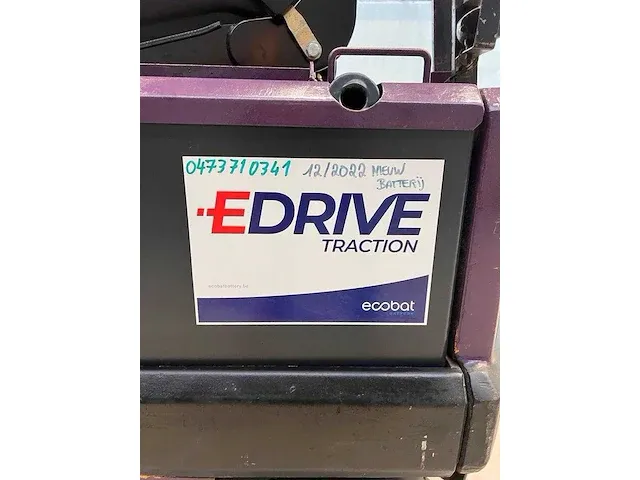 0473710341 12/2022 NIEUW
BATTERIJ
EDRIVE
TRACTION
ecobat